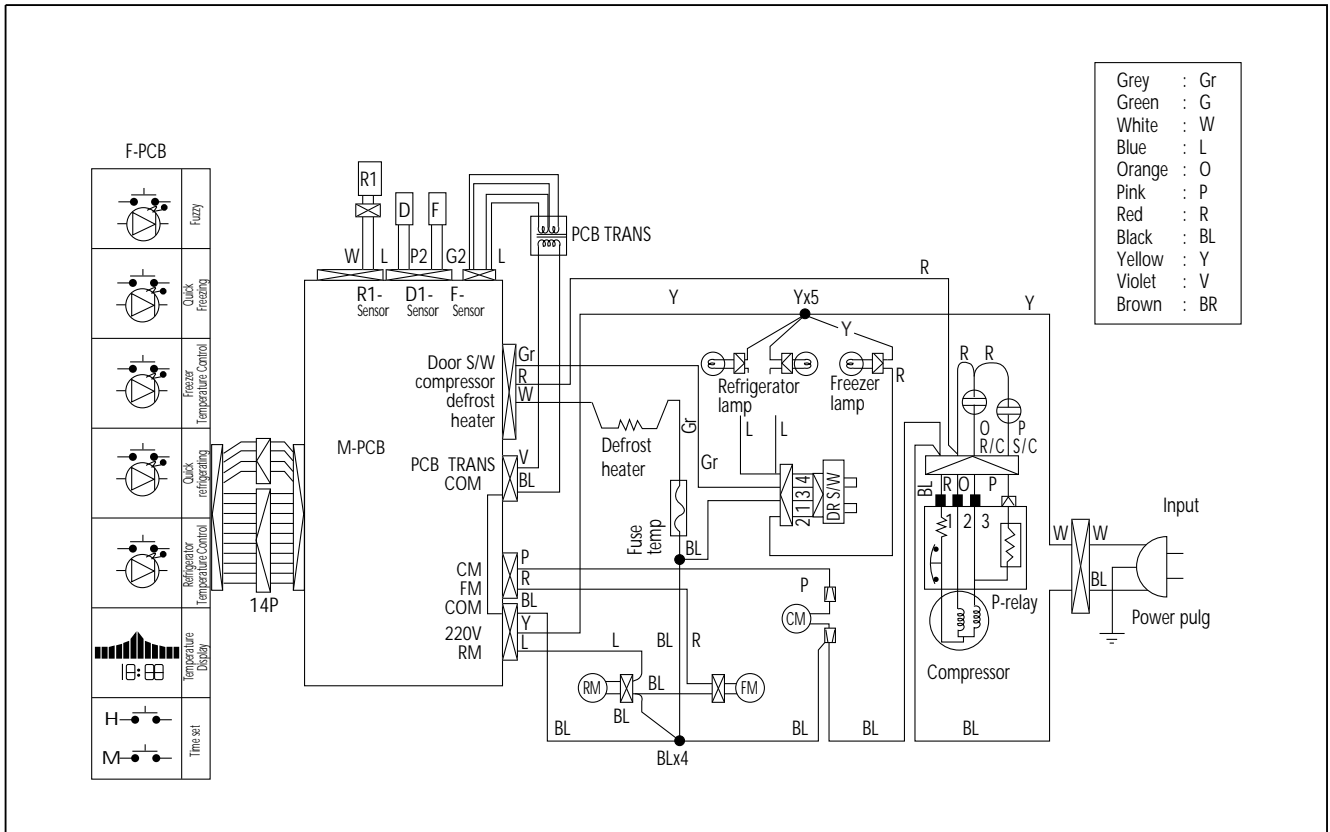 Grey : Gr
Green : G
White : W
Blue : L
Orange : O
Pink : P
Red : R
Black : BL
Yellow : Y
Violet : V
Brown : BR
F-PCB
Fuzzy
Quick
Freezing
Freezer
Temperature Control
Quick
refrigerating
Refrigerator
Temperature Control
Temperature
Display
18:88
H
M
Time set
14P
R1
D
F
W L P2 G2 L
PCB TRANS
R1- D1- F-
Sensor Sensor Sensor
M-PCB
Door S/W
compressor
defrost
heater
Gr
R
W
PCB TRANS
COM
V
BL
CM
FM
COM
220V
RM
P
R
BL
Y
L
Y
Yx5
Y
R
Y
R
Refrigerator
lamp
Freezer
lamp
L
L
Defrost
heater
Gr
Gr
Fuse
temp
BL
2 1 3 4
DR S/W
P
CM
L
BL
R
RM
BL
FM
BL
BL
BLx4
BL
BL
BL
R R
O
R/C
P
S/C
BL
R O P
1 2 3
P-relay
Compressor
W
W
BL
Input
Power pulg